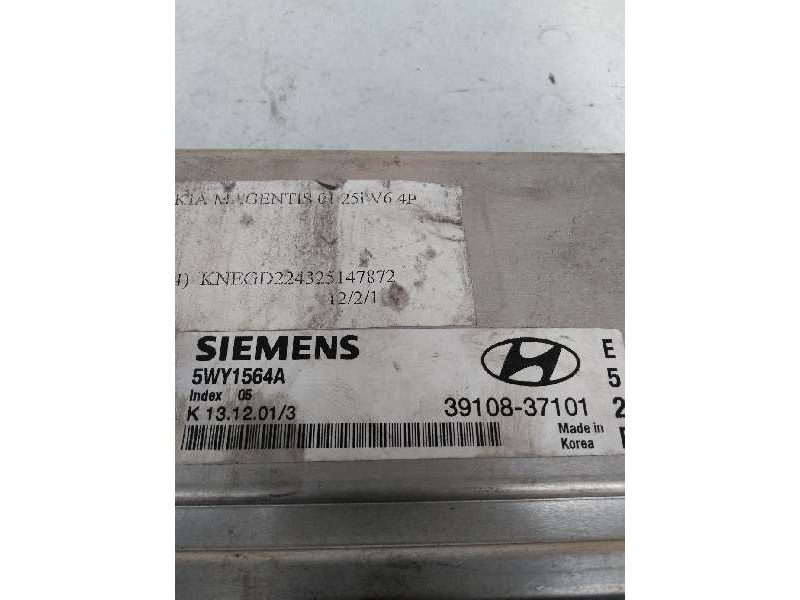 KIA MAGENTIS 01 25I V6 4P
KNEGD224325147872
12/2/1
SIEMENS
5WY1564A
Index 05
K 13.12.01/3
39108-37101
Made in
Korea
E
5
2